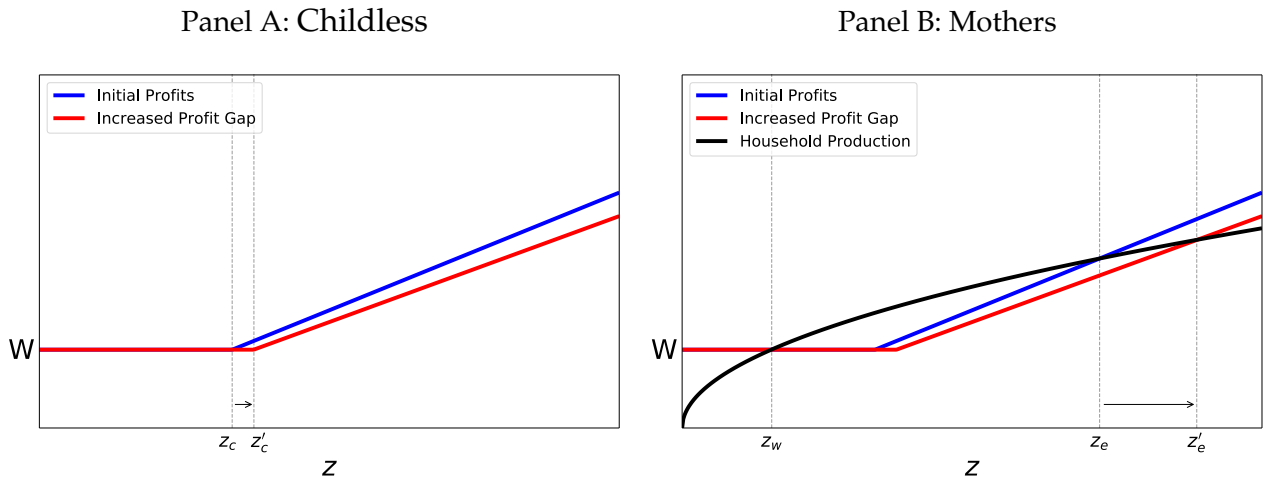 Panel A: Childless
Initial Profits
Increased Profit Gap
W
z_c
z'_c
z
Panel B: Mothers
Initial Profits
Increased Profit Gap
Household Production
W
z_w
z_e
z'_e
z